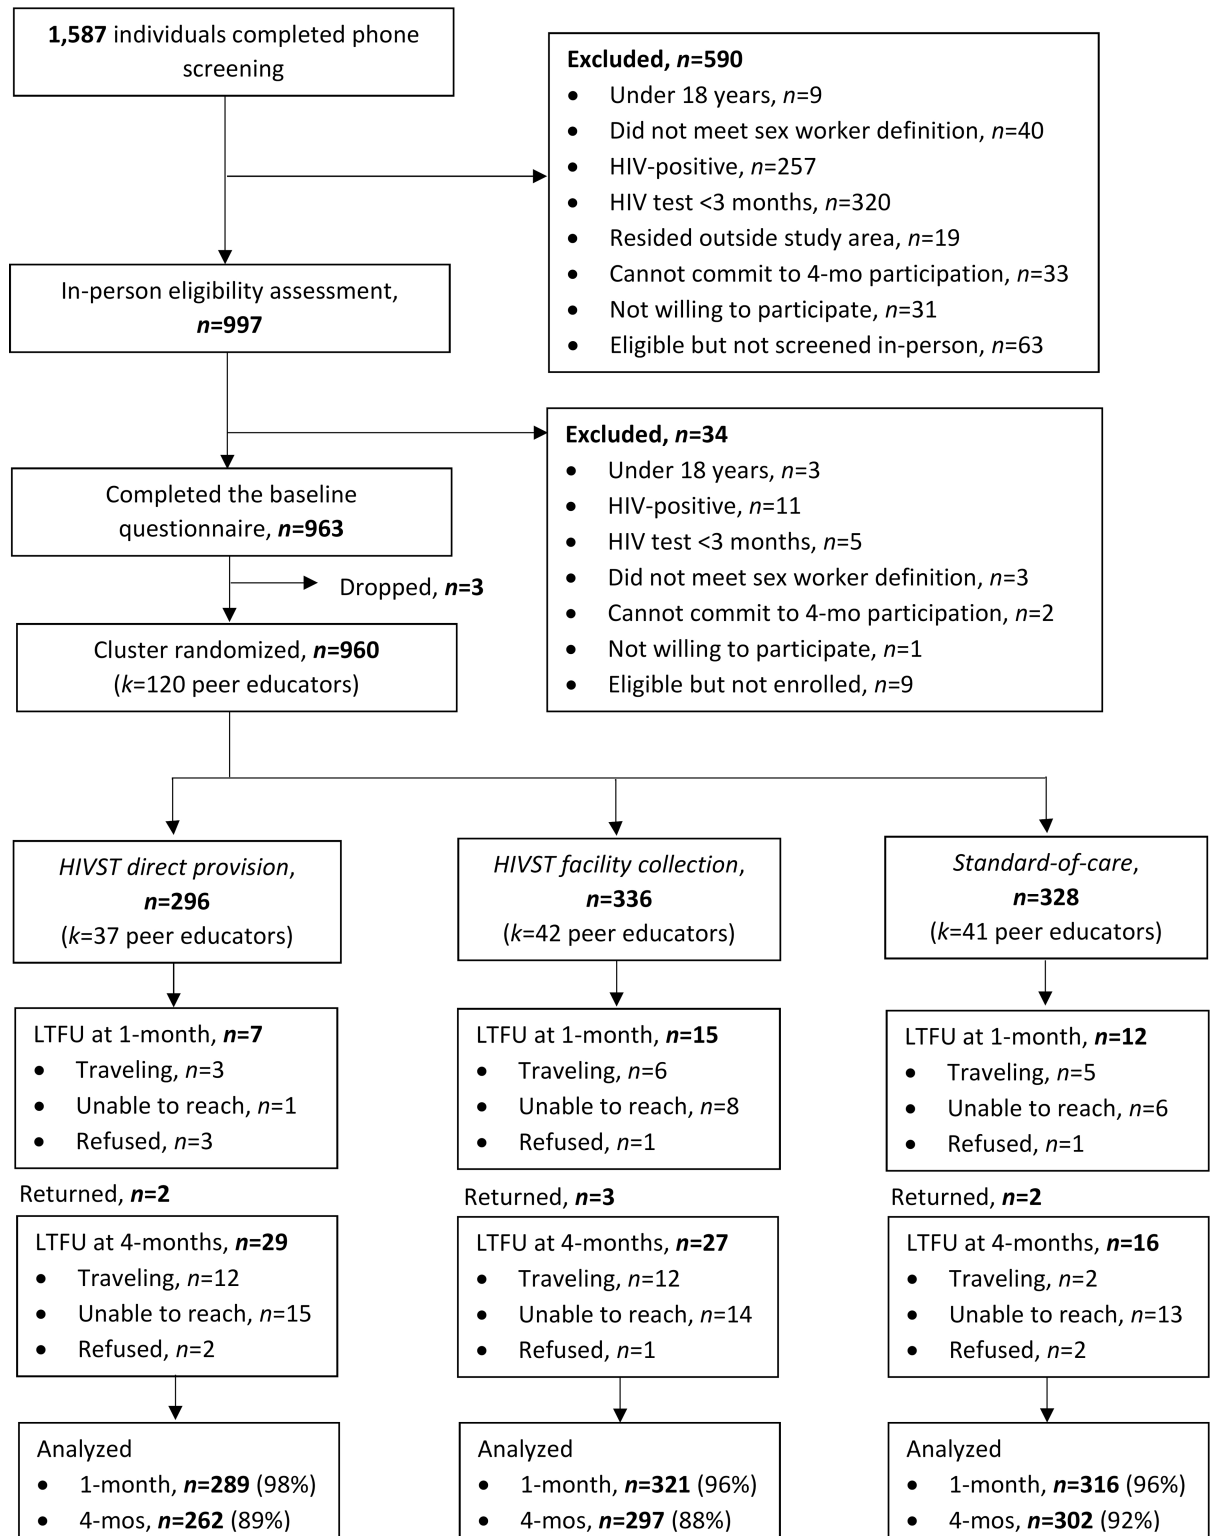 1,587 individuals completed phone
screening
Excluded, n=590
• Under 18 years, n=9
• Did not meet sex worker definition, n=40
• HIV-positive, n=257
• HIV test <3 months, n=320
• Resided outside study area, n=19
• Cannot commit to 4-mo participation, n=33
• Not willing to participate, n=31
• Eligible but not screened in-person, n=63
In-person eligibility assessment,
n=997
Excluded, n=34
• Under 18 years, n=3
• HIV-positive, n=11
• HIV test <3 months, n=5
• Did not meet sex worker definition, n=3
• Cannot commit to 4-mo participation, n=2
• Not willing to participate, n=1
• Eligible but not enrolled, n=9
Completed the baseline
questionnaire, n=963
Dropped, n=3
Cluster randomized, n=960
(k=120 peer educators)
HIVST direct provision,
n=296
(k=37 peer educators)
HIVST facility collection,
n=336
(k=42 peer educators)
Standard-of-care,
n=328
(k=41 peer educators)
LTFU at 1-month, n=7
• Traveling, n=3
• Unable to reach, n=1
• Refused, n=3
LTFU at 1-month, n=15
• Traveling, n=6
• Unable to reach, n=8
• Refused, n=1
LTFU at 1-month, n=12
• Traveling, n=5
• Unable to reach, n=6
• Refused, n=1
Returned, n=2
Returned, n=3
Returned, n=2
LTFU at 4-months, n=29
• Traveling, n=12
• Unable to reach, n=15
• Refused, n=2
LTFU at 4-months, n=27
• Traveling, n=12
• Unable to reach, n=14
• Refused, n=1
LTFU at 4-months, n=16
• Traveling, n=2
• Unable to reach, n=13
• Refused, n=2
Analyzed
• 1-month, n=289 (98%)
• 4-mos, n=262 (89%)
Analyzed
• 1-month, n=321 (96%)
• 4-mos, n=297 (88%)
Analyzed
• 1-month, n=316 (96%)
• 4-mos, n=302 (92%)